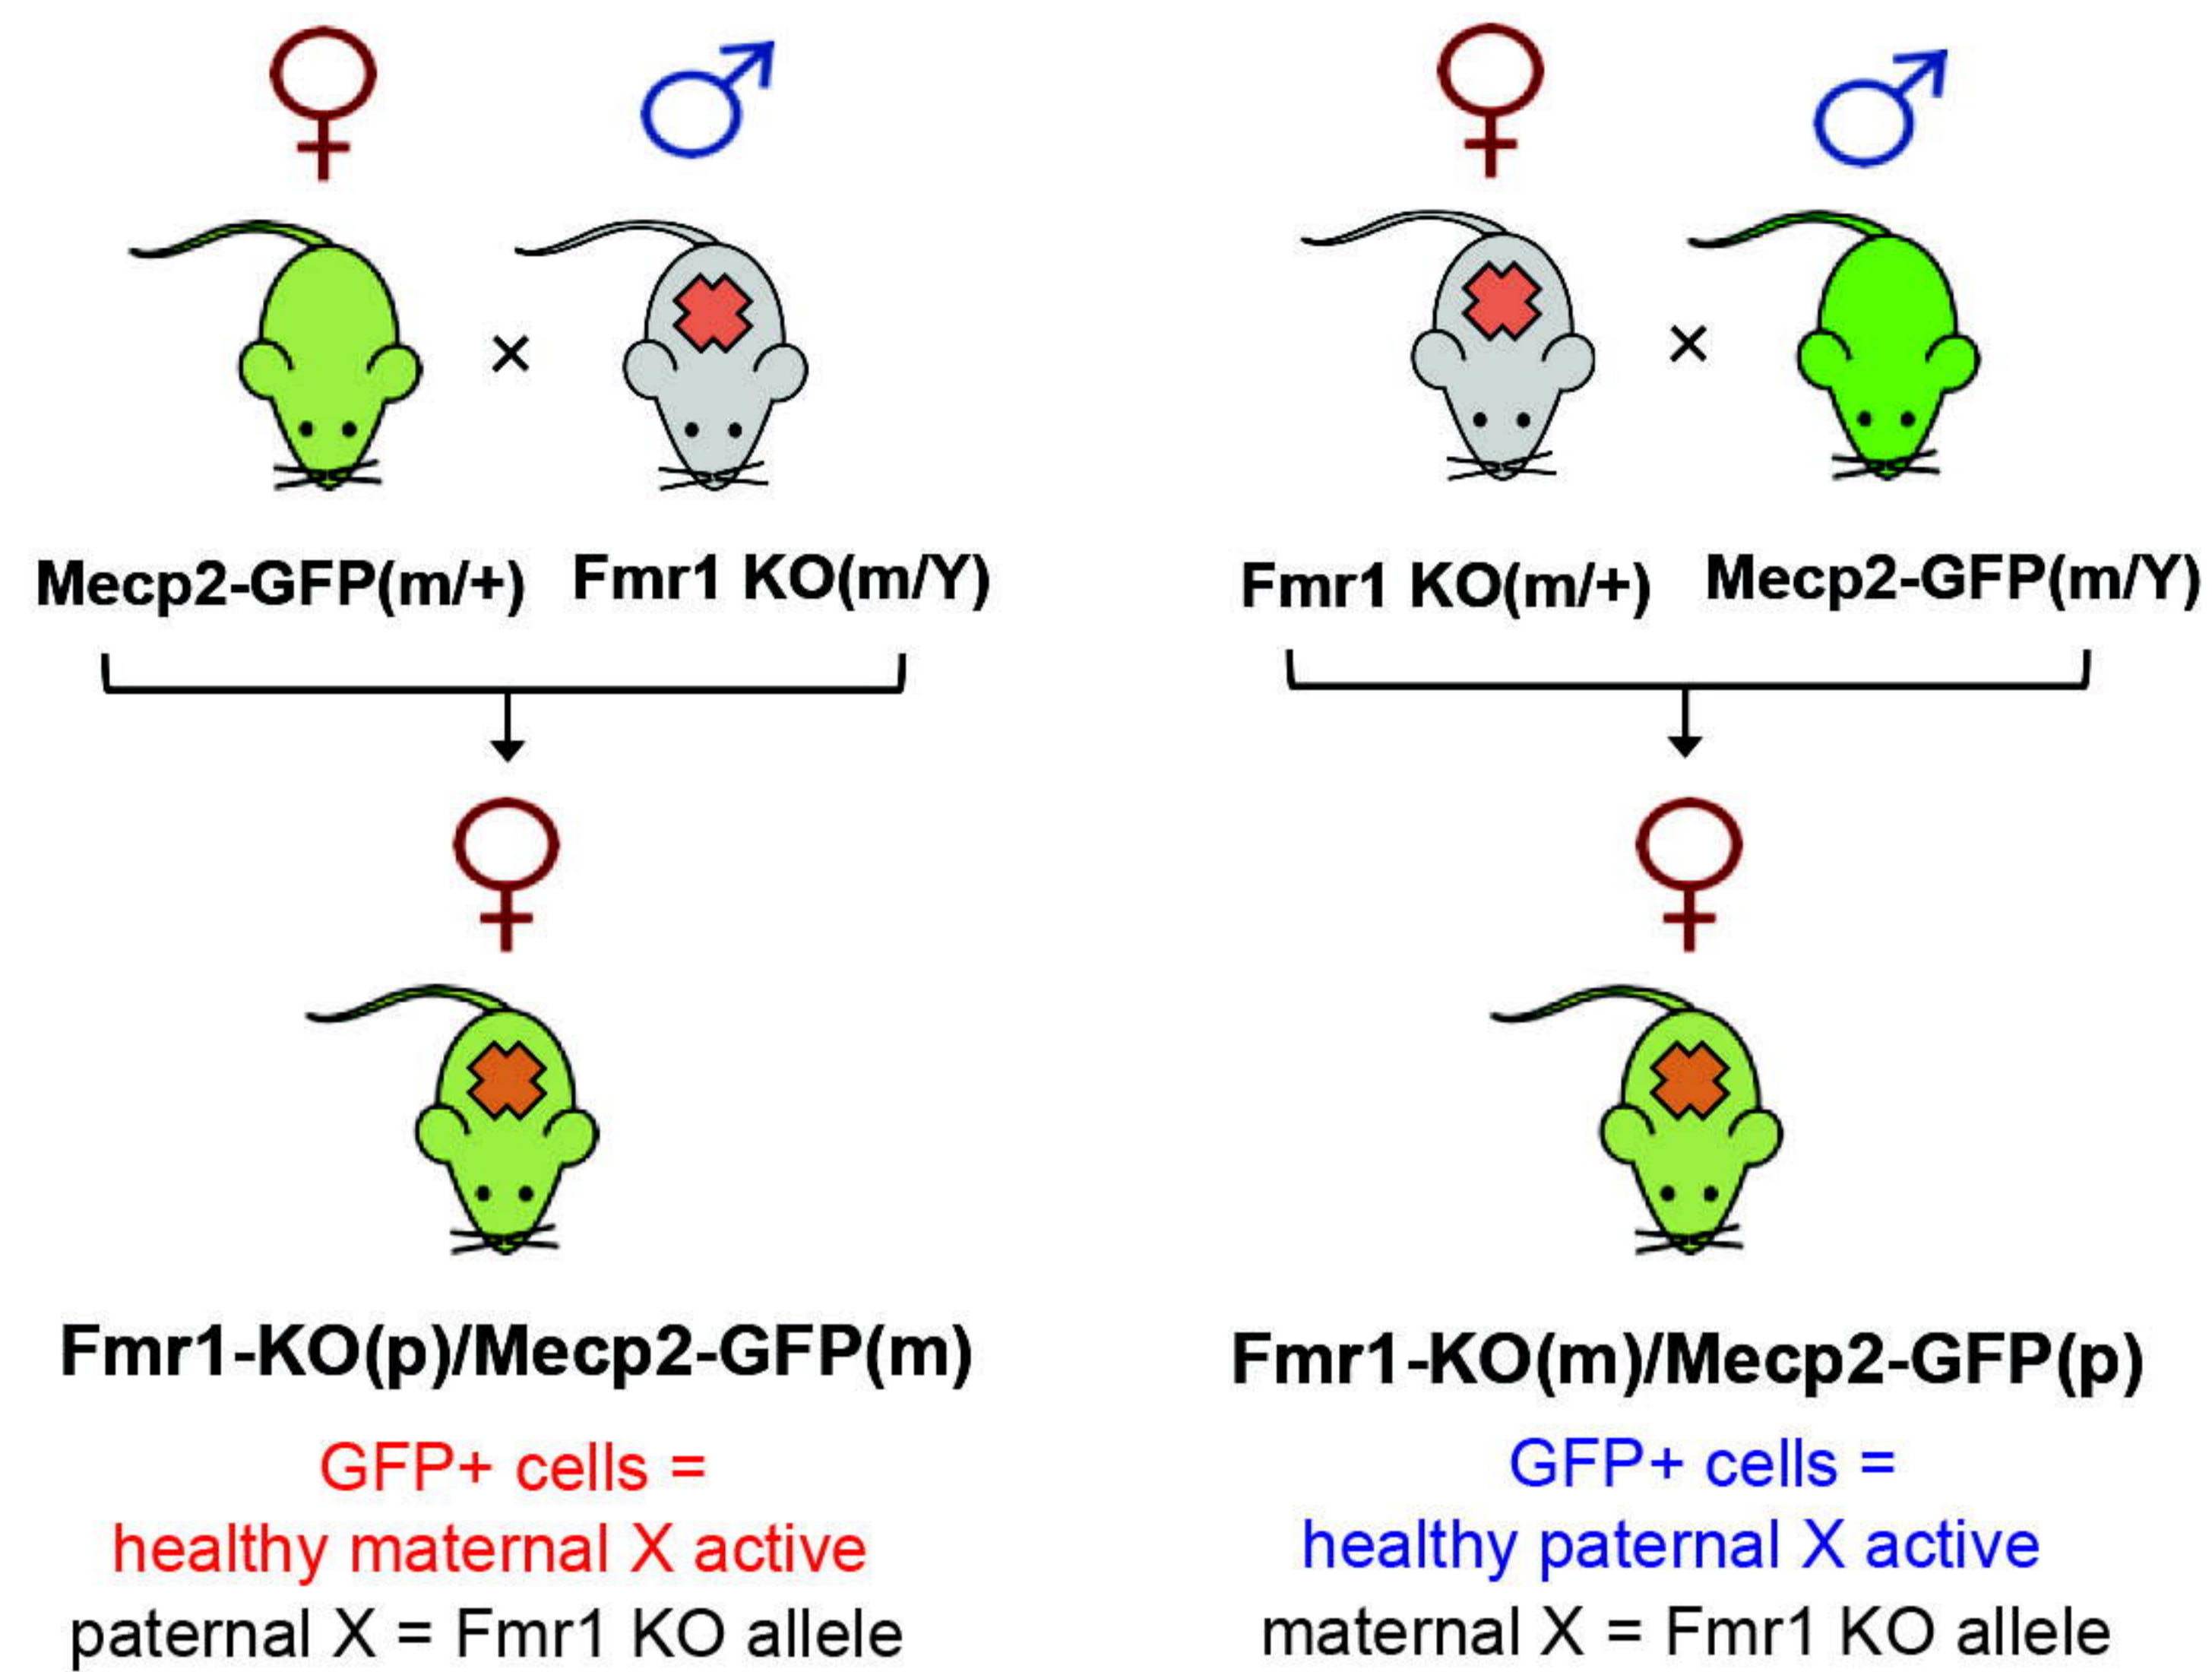 ×
×
Mecp2-GFP(m/+) Fmr1 KO(m/Y)
Fmr1 KO(m/+) Mecp2-GFP(m/Y)
Fmr1-KO(p)/Mecp2-GFP(m)
GFP+ cells =
healthy maternal X active
paternal X = Fmr1 KO allele
Fmr1-KO(m)/Mecp2-GFP(p)
GFP+ cells =
healthy paternal X active
maternal X = Fmr1 KO allele